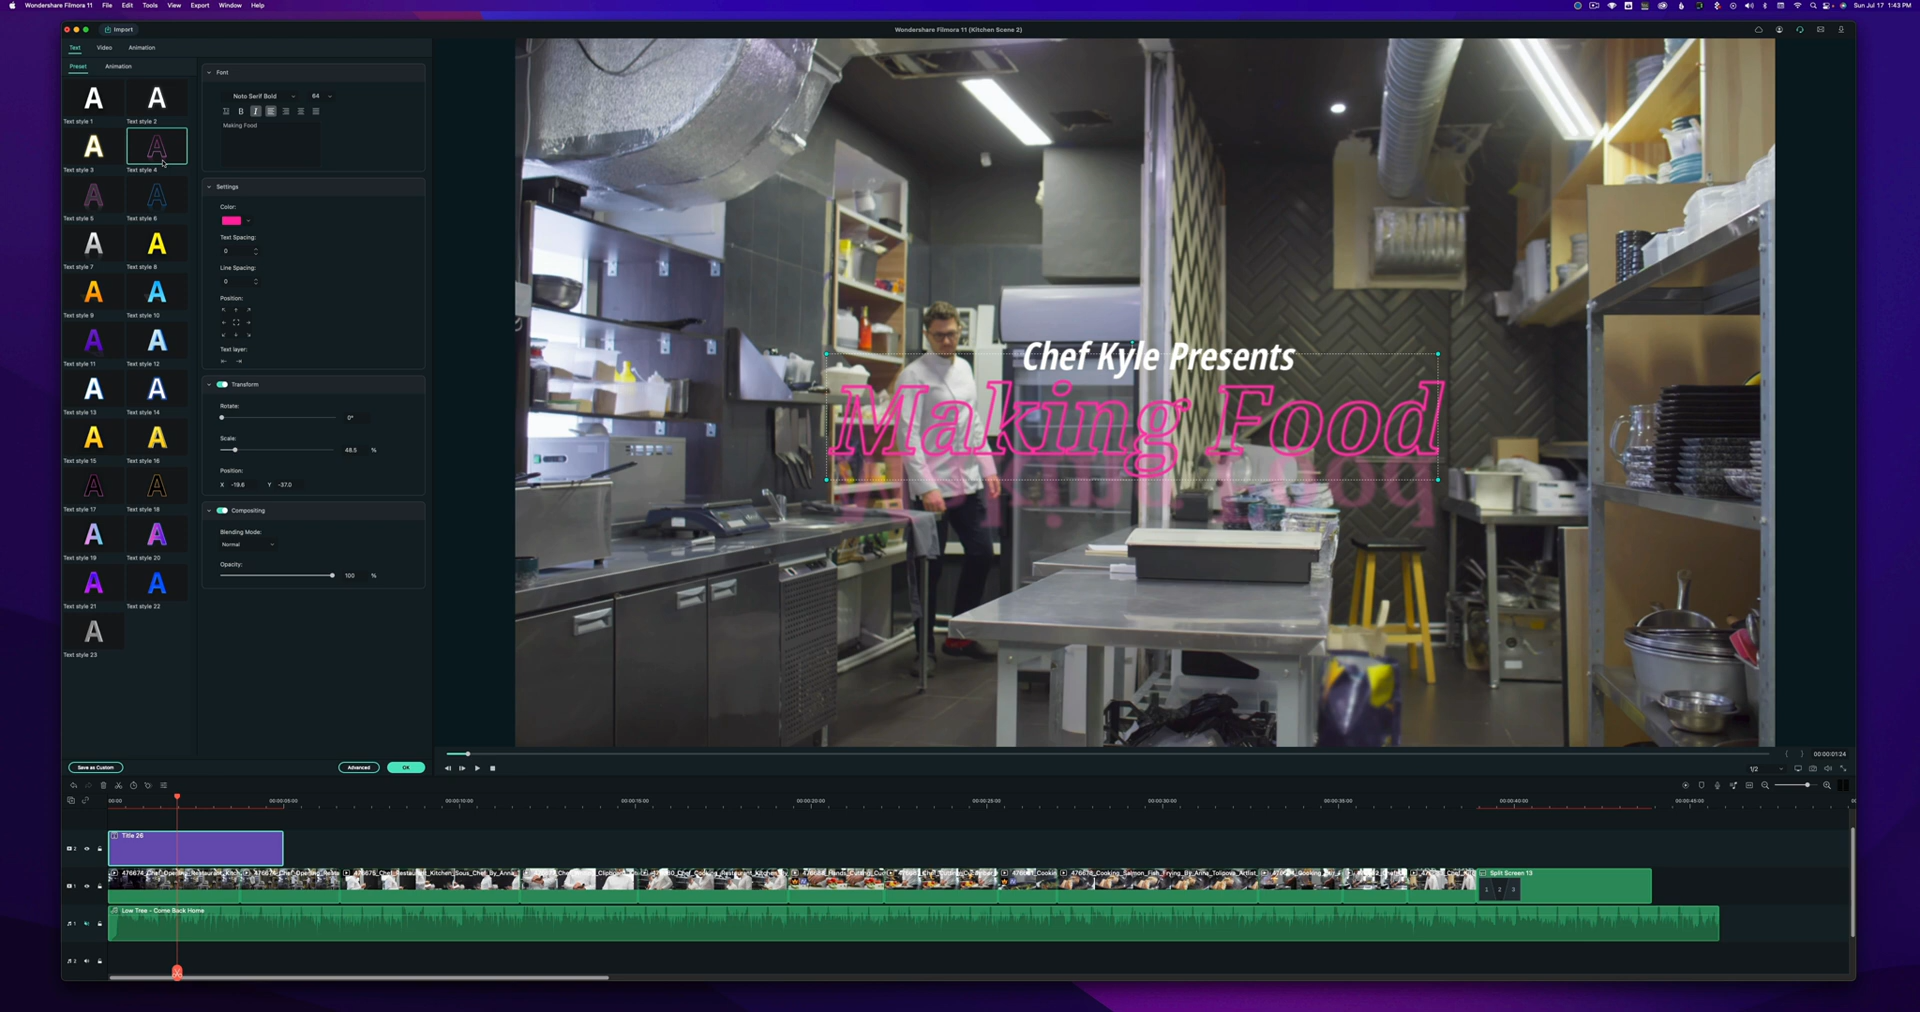 Wondershare Filmora 11 File Edit Tools View Export Window Help
Sun Jul 17 1:43 PM
Import
Wondershare Filmora 11 (Kitchen Scene 2)
Text Video Animation
Preset Animation
Text style 1 Text style 2
Text style 3 Text style 4
Text style 5 Text style 6
Text style 7 Text style 8
Text style 9 Text style 10
Text style 11 Text style 12
Text style 13 Text style 14
Text style 15 Text style 16
Text style 17 Text style 18
Text style 19 Text style 20
Text style 21 Text style 22
Text style 23
Font
Noto Serif Bold 64
B I
Making Food
Settings
Color:
Text Spacing:
0
Line Spacing:
0
Position:
Text layer:
Transform
Rotate:
0°
Scale:
48.5 %
Position:
X -19.6 Y -37.0
Compositing
Blending Mode:
Normal
Opacity:
100 %
Save as Custom
Advanced
OK
Chef Kyle Presents
Making Food
00:00:01:24
1/2
00:00 00:00:05:00 00:00:10:00 00:00:15:00 00:00:20:00 00:00:25:00 00:00:30:00 00:00:35:00 00:00:40:00 00:00:45:00
Title 26
Split Screen 13
1 2 3
Low Tree - Come Back Home